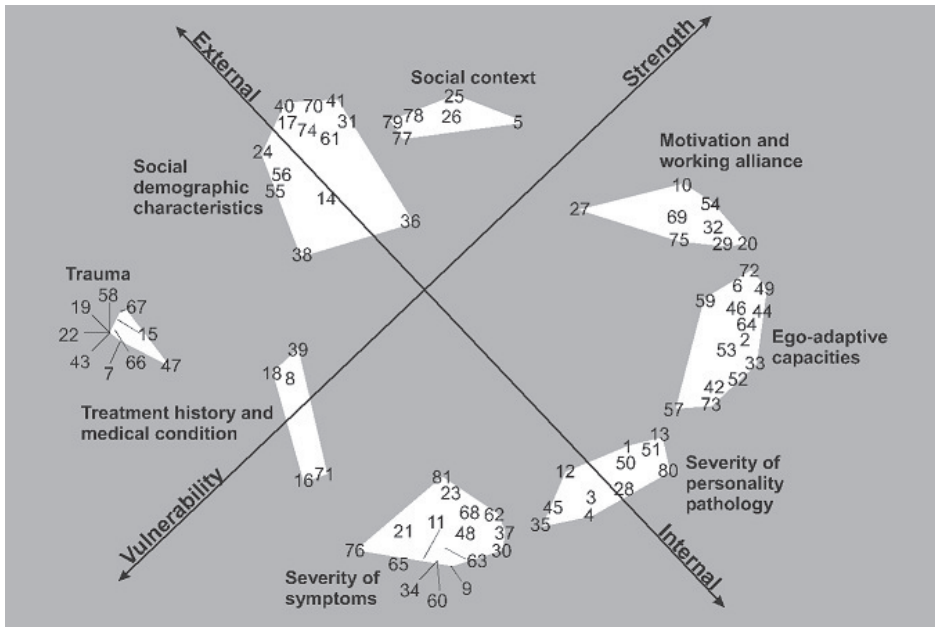 External
Strength
Social context
25
40 70 41
79 78 26 5
17 74 31
77
61
24
Motivation and
working alliance
Social
demographic
characteristics
56
55
14
36
38
10
27
54
69
32
75
29 20
Trauma
58
19
67
22
15
43
7
66
47
72
6
49
59
46
44
64
2
53
33
52
42
57
73
Ego-adaptive
capacities
39
18 8
Treatment history and
medical condition
16 71
13
1
51
50
12
80
28
3
45
4
35
Severity of
personality
pathology
81
23
68
62
11
21
48
37
76
30
65
63
34
60
9
Severity of
symptoms
Vulnerability
Internal